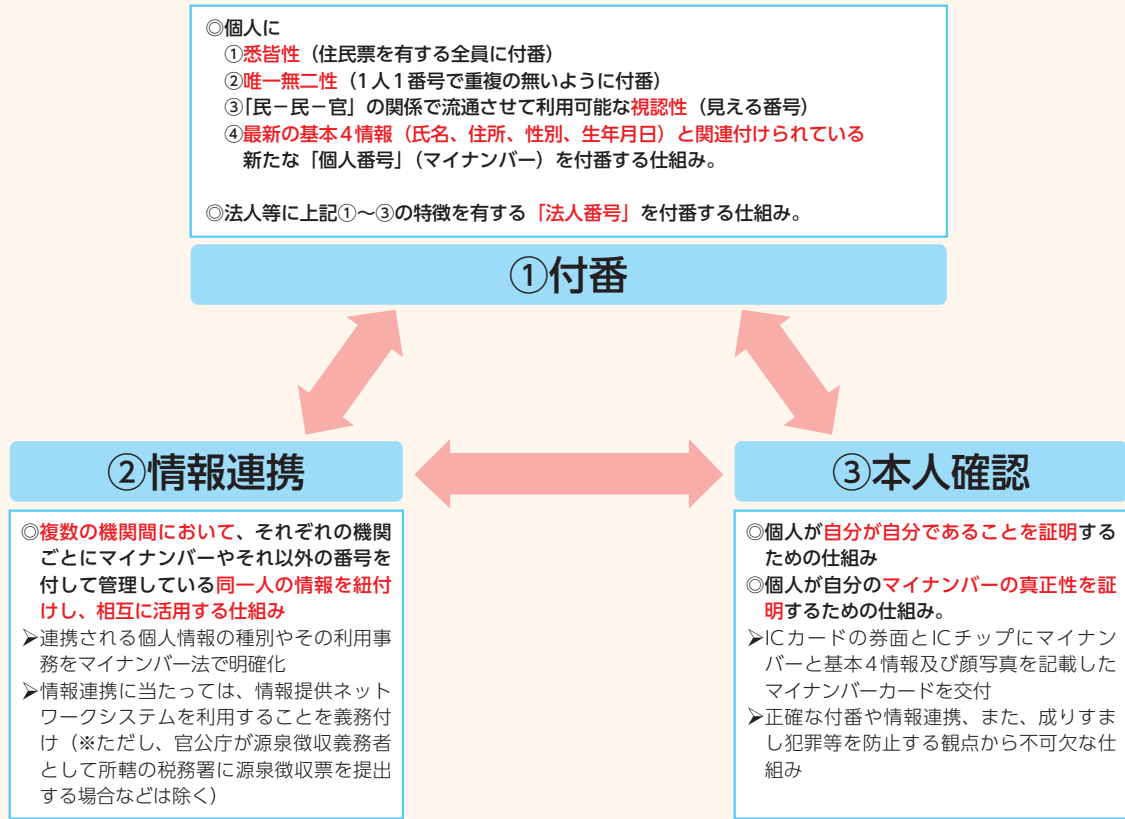 ◎個人に
①悉皆性（住民票を有する全員に付番）
②唯一無二性（1人1番号で重複の無いように付番）
③「民－民－官」の関係で流通させて利用可能な視認性（見える番号）
④最新の基本4情報（氏名、住所、性別、生年月日）と関連付けられている
新たな「個人番号」（マイナンバー）を付番する仕組み。
◎法人等に上記①～③の特徴を有する「法人番号」を付番する仕組み。
①付番
②情報連携
◎複数の機関間において、それぞれの機関
ごとにマイナンバーやそれ以外の番号を
付して管理している同一人の情報を紐付
けし、相互に活用する仕組み
➢連携される個人情報の種別やその利用事
務をマイナンバー法で明確化
➢情報連携に当たっては、情報提供ネット
ワークシステムを利用することを義務付
け（※ただし、官公庁が源泉徴収義務者
として所轄の税務署に源泉徴収票を提出
する場合などは除く）
③本人確認
◎個人が自分が自分であることを証明する
ための仕組み
◎個人が自分のマイナンバーの真正性を証
明するための仕組み。
➢ICカードの券面とICチップにマイナン
バーと基本4情報及び顔写真を記載した
マイナンバーカードを交付
➢正確な付番や情報連携、また、成りすま
し犯罪等を防止する観点から不可欠な仕
組み